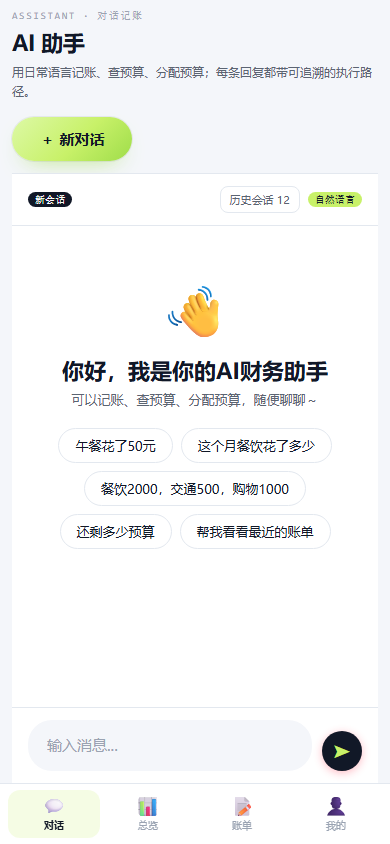 ASSISTANT · 对话记账
AI 助手
用日常语言记账、查预算、分配预算；每条回复都带可追溯的执行路
径。
+ 新对话
新会话
历史会话 12
自然语言
你好，我是你的AI财务助手
可以记账、查预算、分配预算，随便聊聊～
午餐花了50元
这个月餐饮花了多少
餐饮2000，交通500，购物1000
还剩多少预算
帮我看看最近的账单
输入消息...
对话
总览
账单
我的